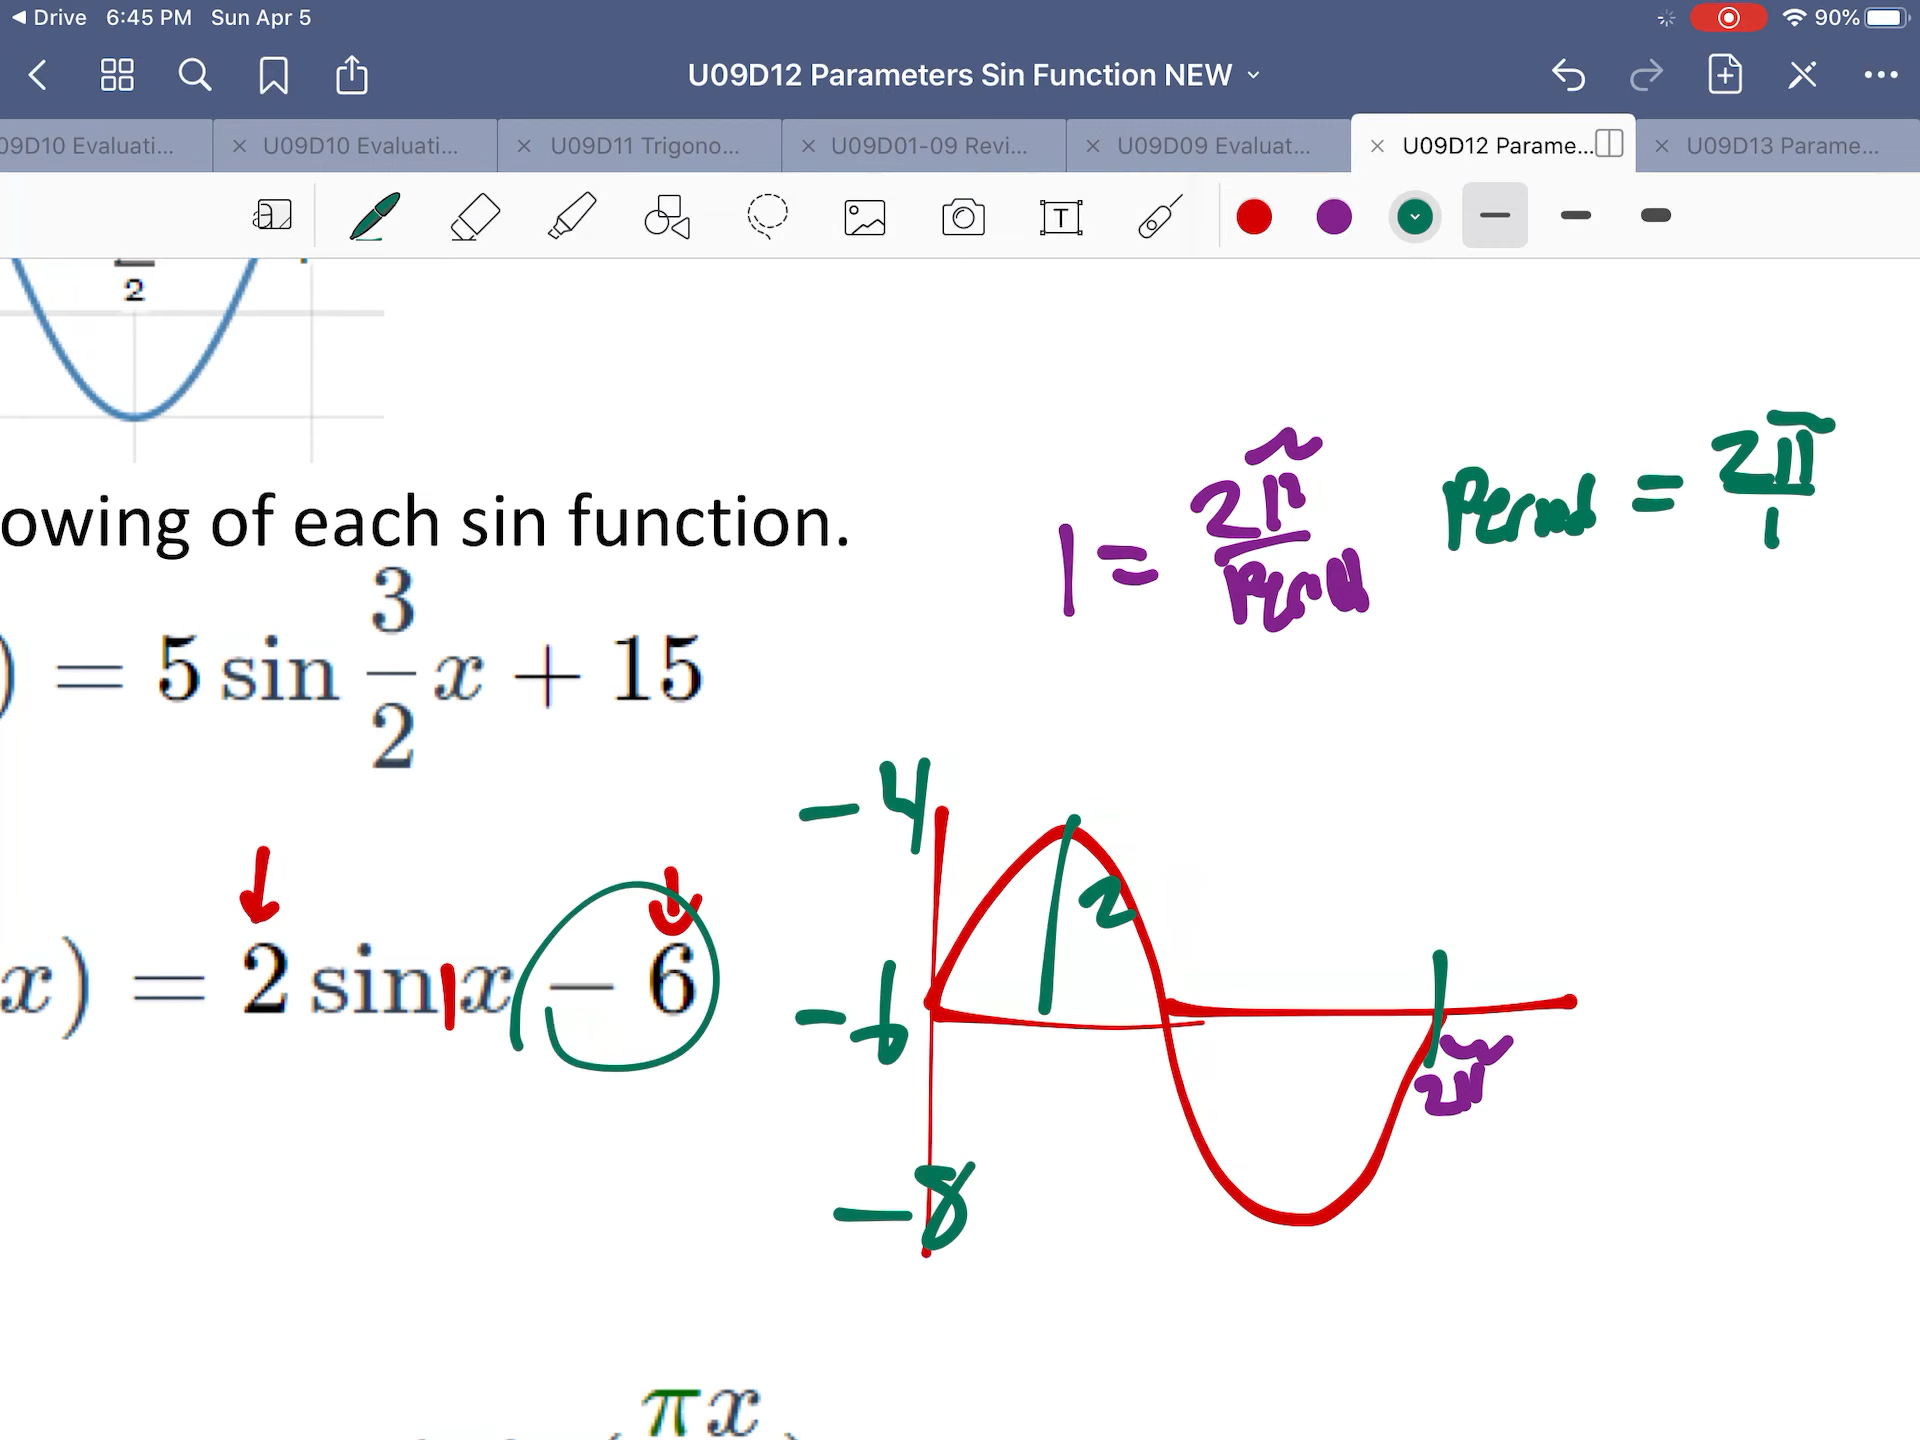 Drive 6:45 PM Sun Apr 5 90%
U09D12 Parameters Sin Function NEW
09D10 Evaluati... U09D10 Evaluati... U09D11 Trigono... U09D01-09 Revi... U09D09 Evaluat... U09D12 Parame... U09D13 Parame...
a T
2
1 = 2π/Period Period = 2π/1
owing of each sin function.
) = 5 sin 3/2 x + 15
-4
2
x) = 2 sin 1x - 6
-6
2π
-8
πx